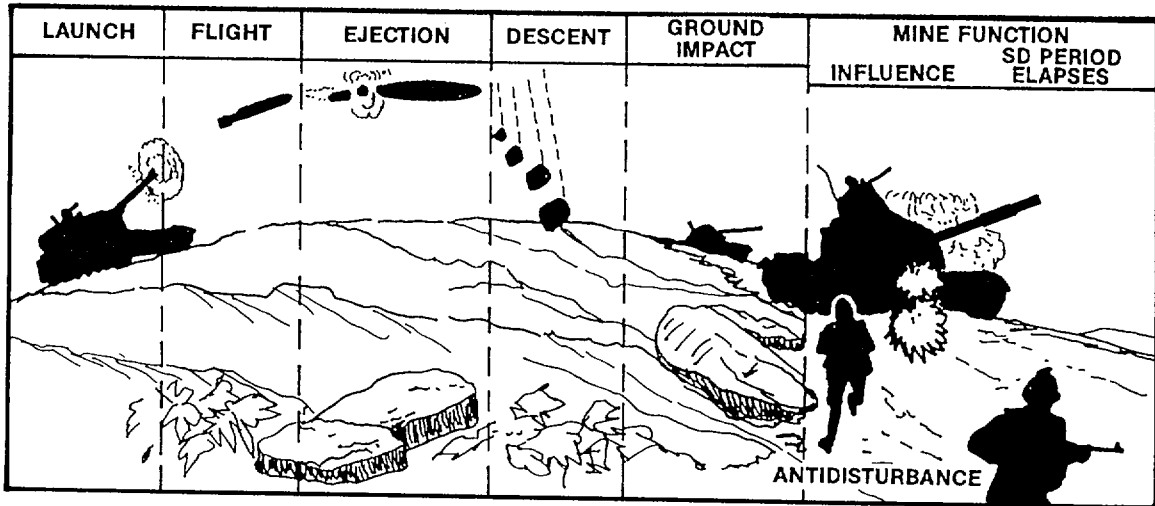 LAUNCH
FLIGHT
EJECTION
DESCENT
GROUND
IMPACT
MINE FUNCTION
INFLUENCE
SD PERIOD
ELAPSES
ANTIDISTURBANCE